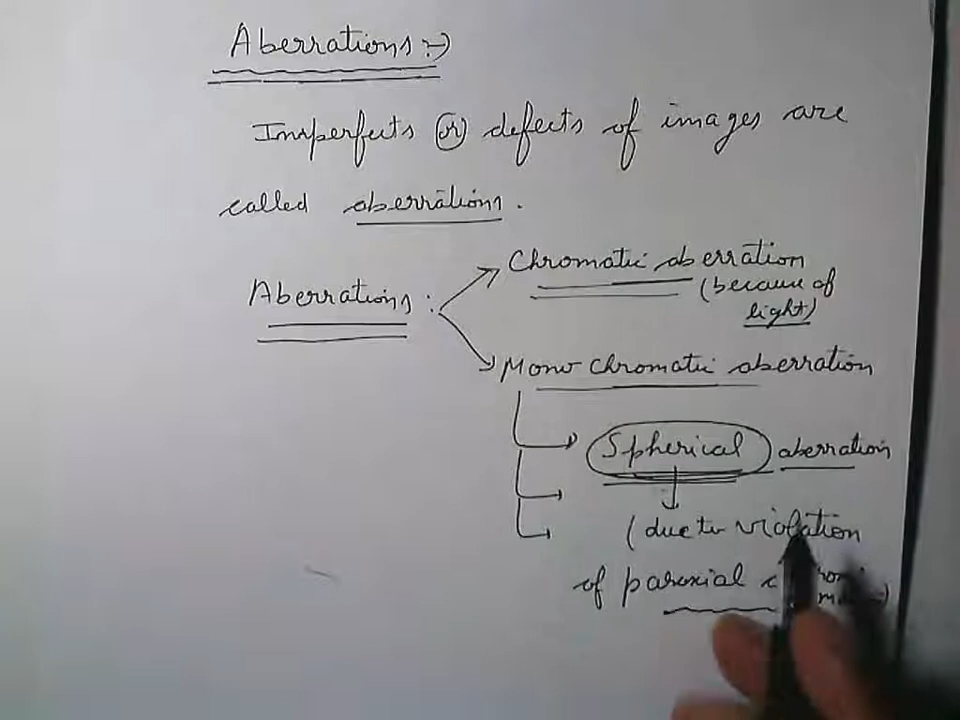 Aberrations :-)
Imperfects (or) defects of images are
called aberrations.
Aberrations :
Chromatic aberration
(because of
light)
Mono chromatic aberration
Spherical aberration
(due to violation
of paraxial